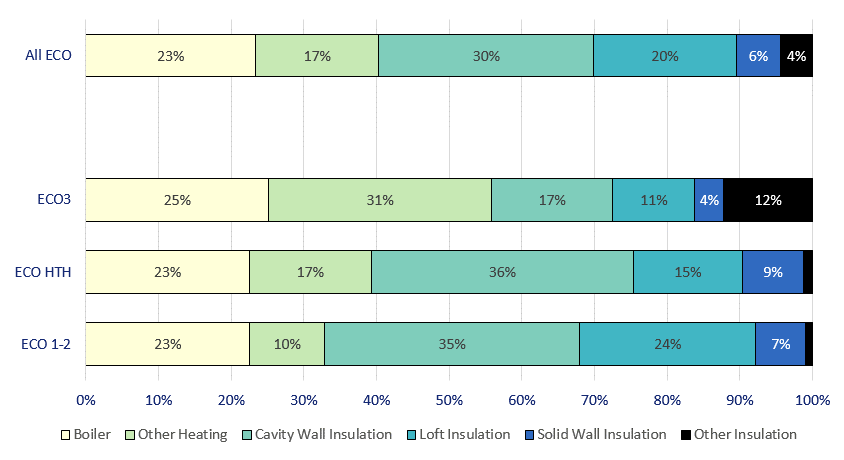 All ECO 23% 17% 30% 20% 6% 4%
ECO3 25% 31% 17% 11% 4% 12%
ECO HTH 23% 17% 36% 15% 9%
ECO 1-2 23% 10% 35% 24% 7%
0% 10% 20% 30% 40% 50% 60% 70% 80% 90% 100%
Boiler Other Heating Cavity Wall Insulation Loft Insulation Solid Wall Insulation Other Insulation